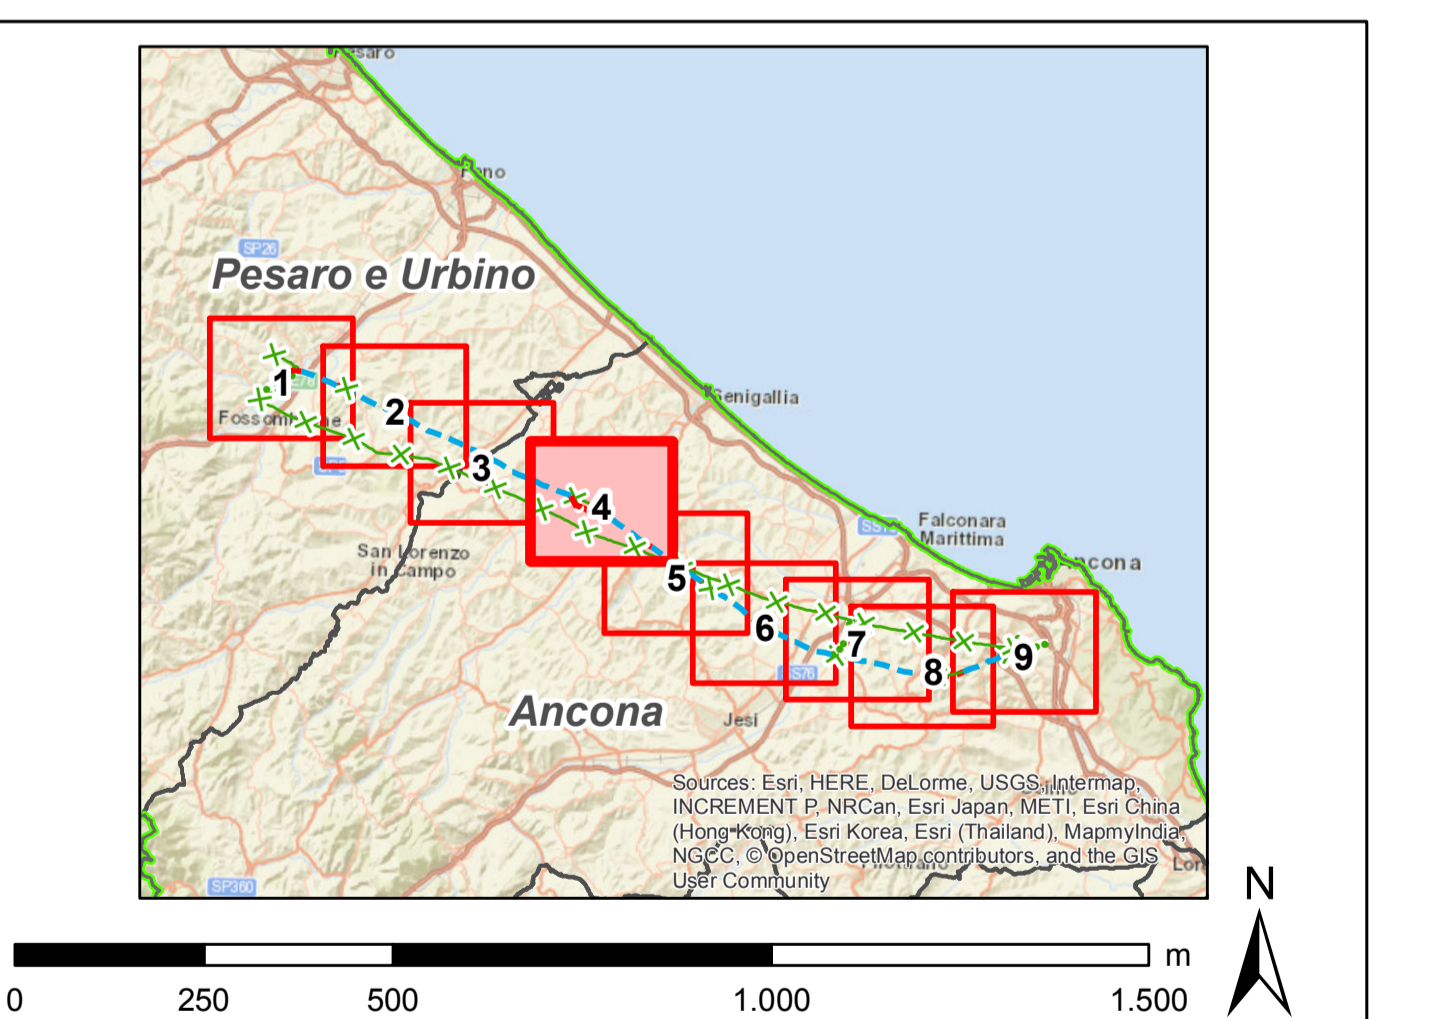 Pesaro
Fano
SP26
Pesaro e Urbino
1
E78
2
Senigallia
3
4
Falconara
Marittima
San Lorenzo
in Campo
Ancona
5
6
7
8
9
SS76
Ancona
Jesi
Sources: Esri, HERE, DeLorme, USGS, Intermap,
INCREMENT P, NRCan, Esri Japan, METI, Esri China
(Hong Kong), Esri Korea, Esri (Thailand), MapmyIndia,
NGCC, © OpenStreetMap contributors, and the GIS
User Community
SP360
N
m
0 250 500 1.000 1.500